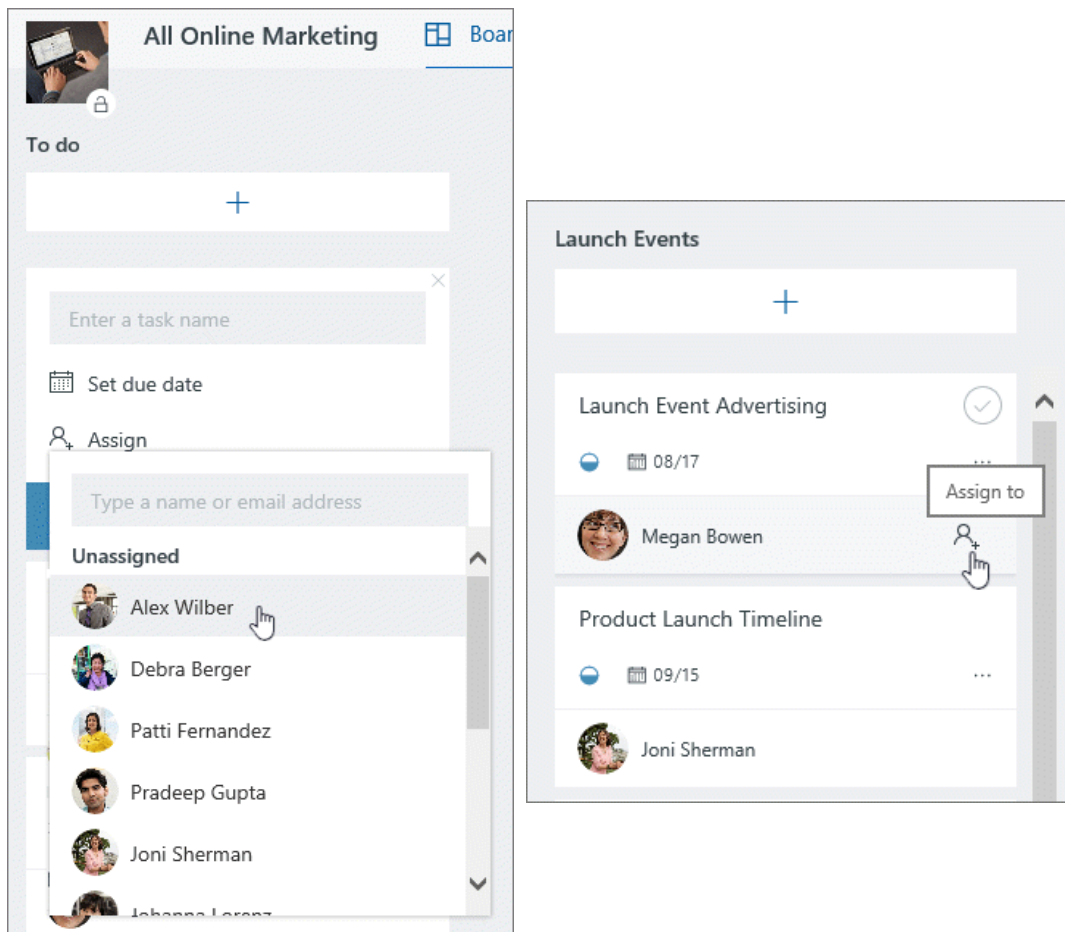 All Online Marketing
Boar
To do
Enter a task name
Set due date
Assign
Type a name or email address
Unassigned
Alex Wilber
Debra Berger
Patti Fernandez
Pradeep Gupta
Joni Sherman
Johanna Lorenz
Launch Events
Launch Event Advertising
08/17
Assign to
Megan Bowen
Product Launch Timeline
09/15
Joni Sherman